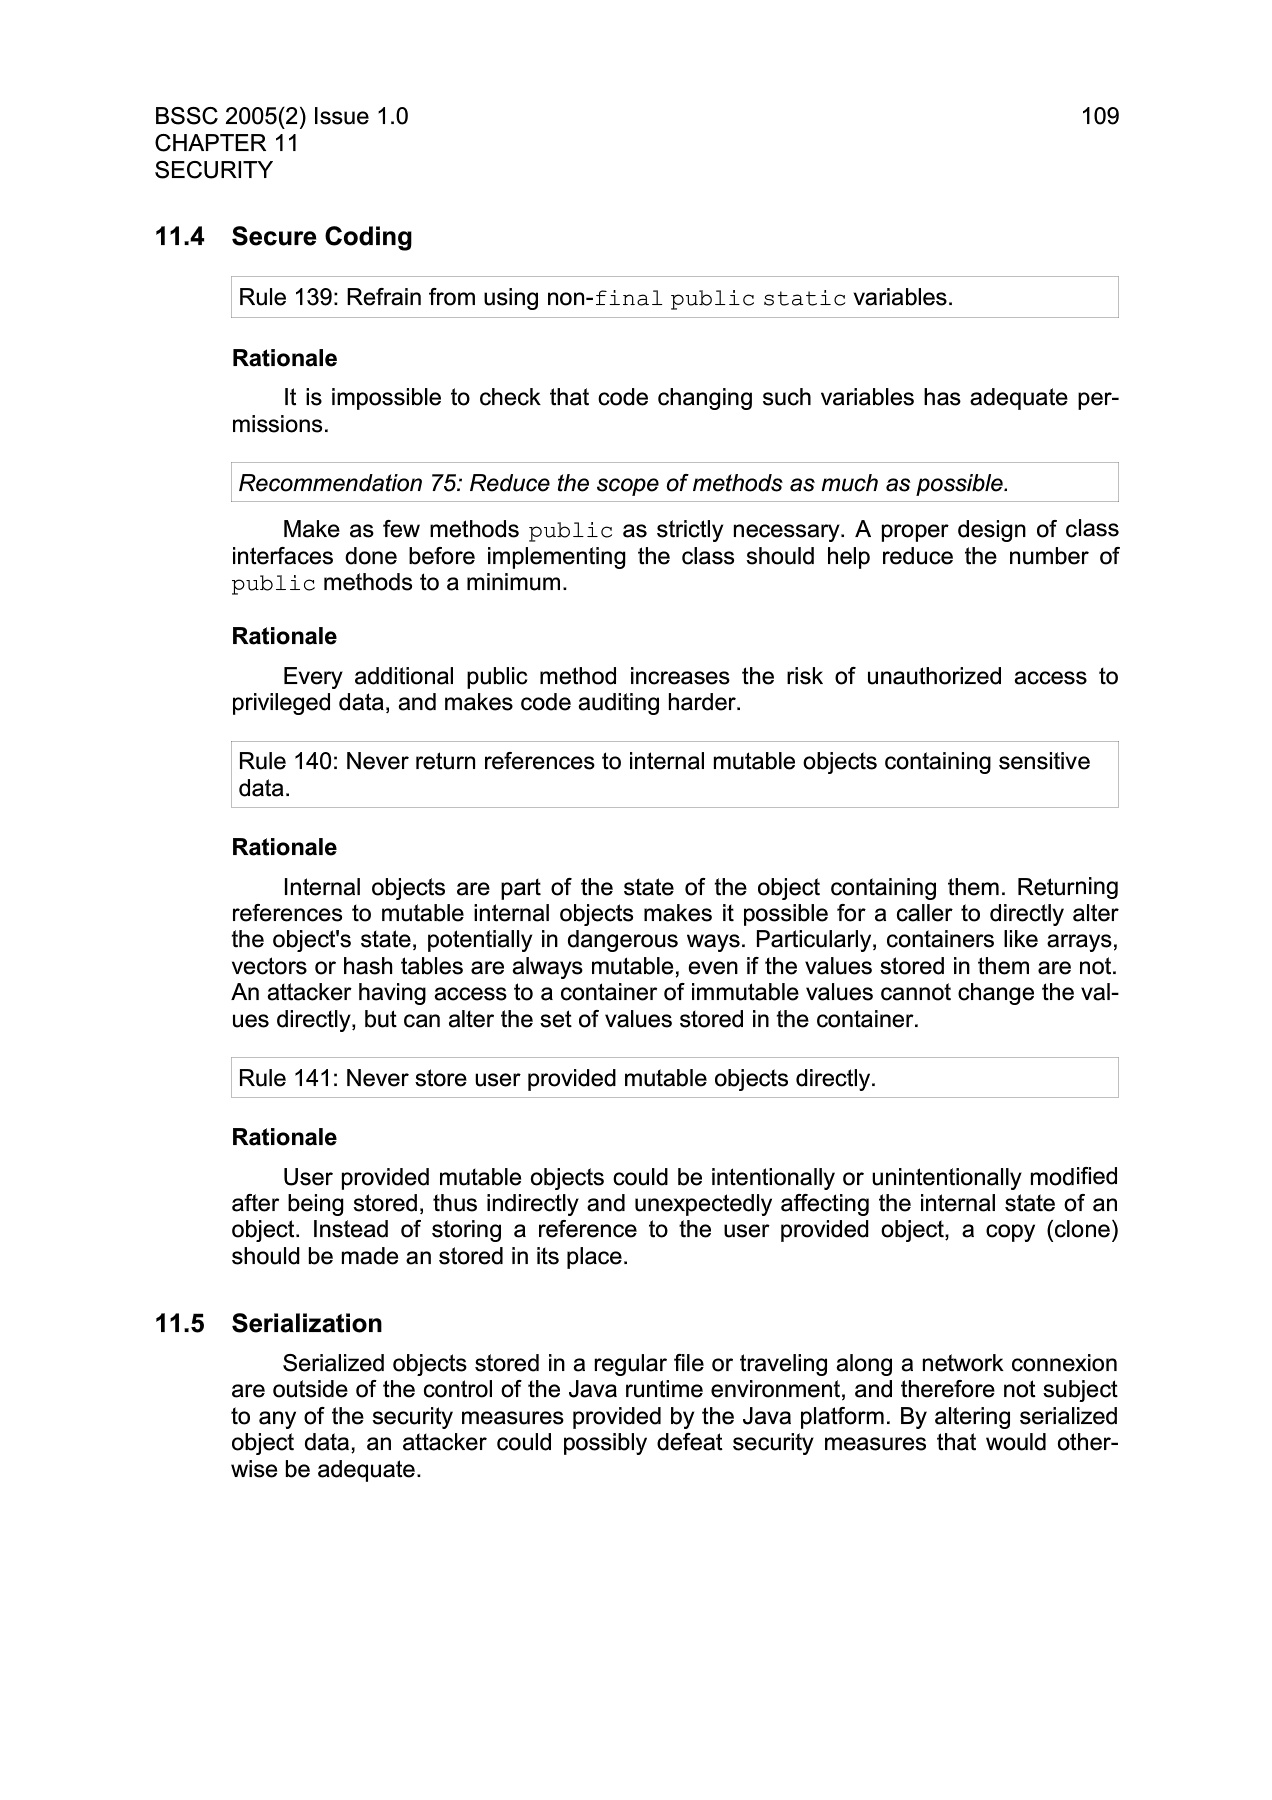 BSSC 2005(2) Issue 1.0 109
CHAPTER 11
SECURITY
11.4 Secure Coding
Rule 139: Refrain from using non-final public static variables.
Rationale
It is impossible to check that code changing such variables has adequate per-
missions.
Recommendation 75: Reduce the scope of methods as much as possible.
Make as few methods public as strictly necessary. A proper design of class
interfaces done before implementing the class should help reduce the number of
public methods to a minimum.
Rationale
Every additional public method increases the risk of unauthorized access to
privileged data, and makes code auditing harder.
Rule 140: Never return references to internal mutable objects containing sensitive
data.
Rationale
Internal objects are part of the state of the object containing them. Returning
references to mutable internal objects makes it possible for a caller to directly alter
the object's state, potentially in dangerous ways. Particularly, containers like arrays,
vectors or hash tables are always mutable, even if the values stored in them are not.
An attacker having access to a container of immutable values cannot change the val-
ues directly, but can alter the set of values stored in the container.
Rule 141: Never store user provided mutable objects directly.
Rationale
User provided mutable objects could be intentionally or unintentionally modified
after being stored, thus indirectly and unexpectedly affecting the internal state of an
object. Instead of storing a reference to the user provided object, a copy (clone)
should be made an stored in its place.
11.5 Serialization
Serialized objects stored in a regular file or traveling along a network connexion
are outside of the control of the Java runtime environment, and therefore not subject
to any of the security measures provided by the Java platform. By altering serialized
object data, an attacker could possibly defeat security measures that would other-
wise be adequate.